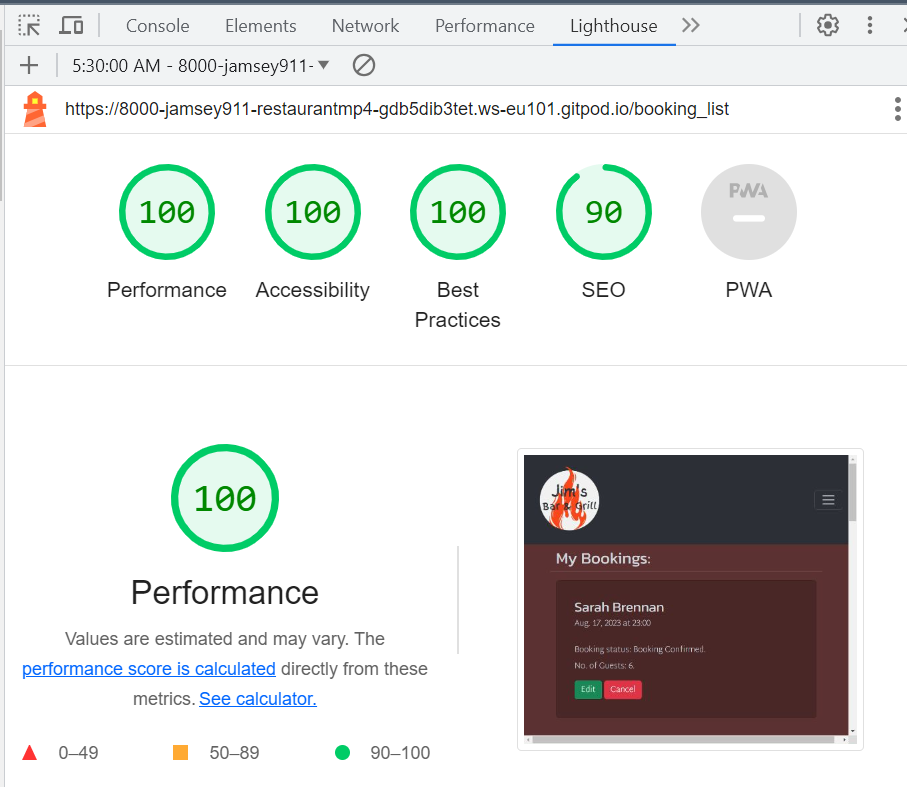 Console Elements Network Performance Lighthouse
5:30:00 AM - 8000-jamsey911-
https://8000-jamsey911-restaurantmp4-gdb5dib3tet.ws-eu101.gitpod.io/booking_list
100 100 100 90 PWA
Performance Accessibility Best Practices SEO PWA
100
Performance
Values are estimated and may vary. The
performance score is calculated directly from these
metrics. See calculator.
0–49 50–89 90–100
Jim's
Bar & Grill
My Bookings:
Sarah Brennan
Aug. 17, 2023 at 23:00
Booking status: Booking Confirmed.
No. of Guests: 6.
Edit Cancel